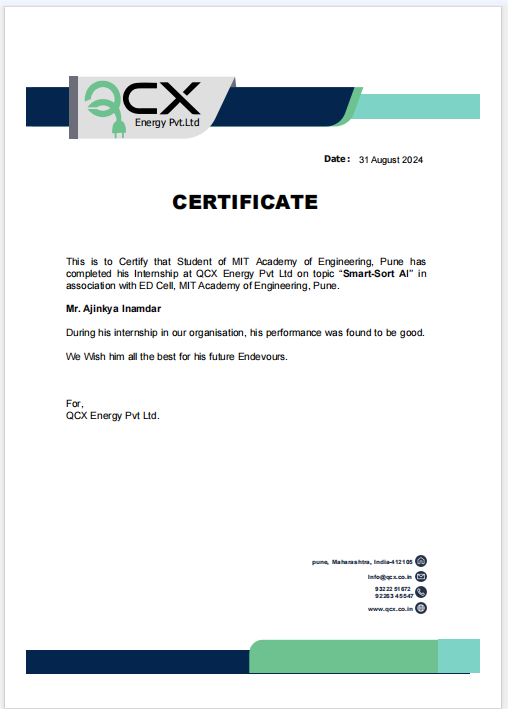 QCX
Energy Pvt.Ltd
Date: 31 August 2024
CERTIFICATE
This is to Certify that Student of MIT Academy of Engineering, Pune has
completed his Internship at QCX Energy Pvt Ltd on topic “Smart-Sort AI” in
association with ED Cell, MIT Academy of Engineering, Pune.
Mr. Ajinkya Inamdar
During his internship in our organisation, his performance was found to be good.
We Wish him all the best for his future Endevours.
For,
QCX Energy Pvt Ltd.
pune, Maharashtra, India-412105
Info@qcx.co.in
93222 51672
92263 45547
www.qcx.co.in